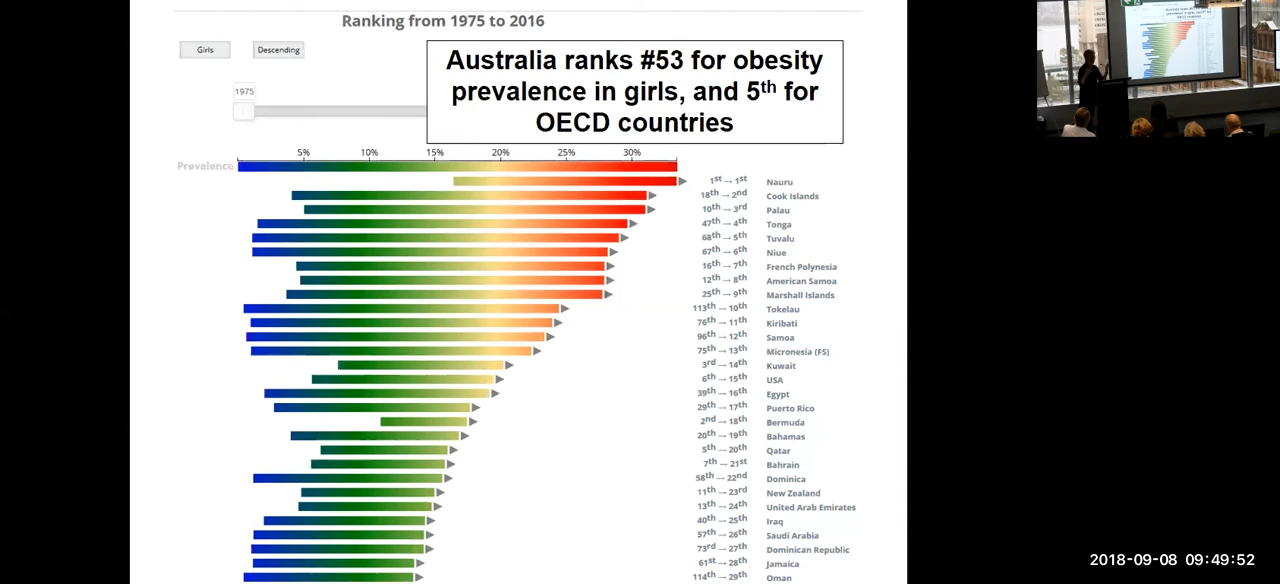 Ranking from 1975 to 2016
Girls
Descending
Australia ranks #53 for obesity
prevalence in girls, and 5th for
OECD countries
1975
5% 10% 15% 20% 25% 30%
Prevalence
1st → 1st Nauru
18th → 2nd Cook Islands
10th → 3rd Palau
47th → 4th Tonga
68th → 5th Tuvalu
67th → 6th Niue
16th → 7th French Polynesia
12th → 8th American Samoa
25th → 9th Marshall Islands
113th → 10th Tokelau
76th → 11th Kiribati
96th → 12th Samoa
75th → 13th Micronesia (FS)
3rd → 14th Kuwait
6th → 15th USA
39th → 16th Egypt
29th → 17th Puerto Rico
2nd → 18th Bermuda
20th → 19th Bahamas
5th → 20th Qatar
7th → 21st Bahrain
58th → 22nd Dominica
11th → 23rd New Zealand
13th → 24th United Arab Emirates
40th → 25th Iraq
57th → 26th Saudi Arabia
73rd → 27th Dominican Republic
61st → 28th Jamaica
114th → 29th Oman
2018-09-08 09:49:52